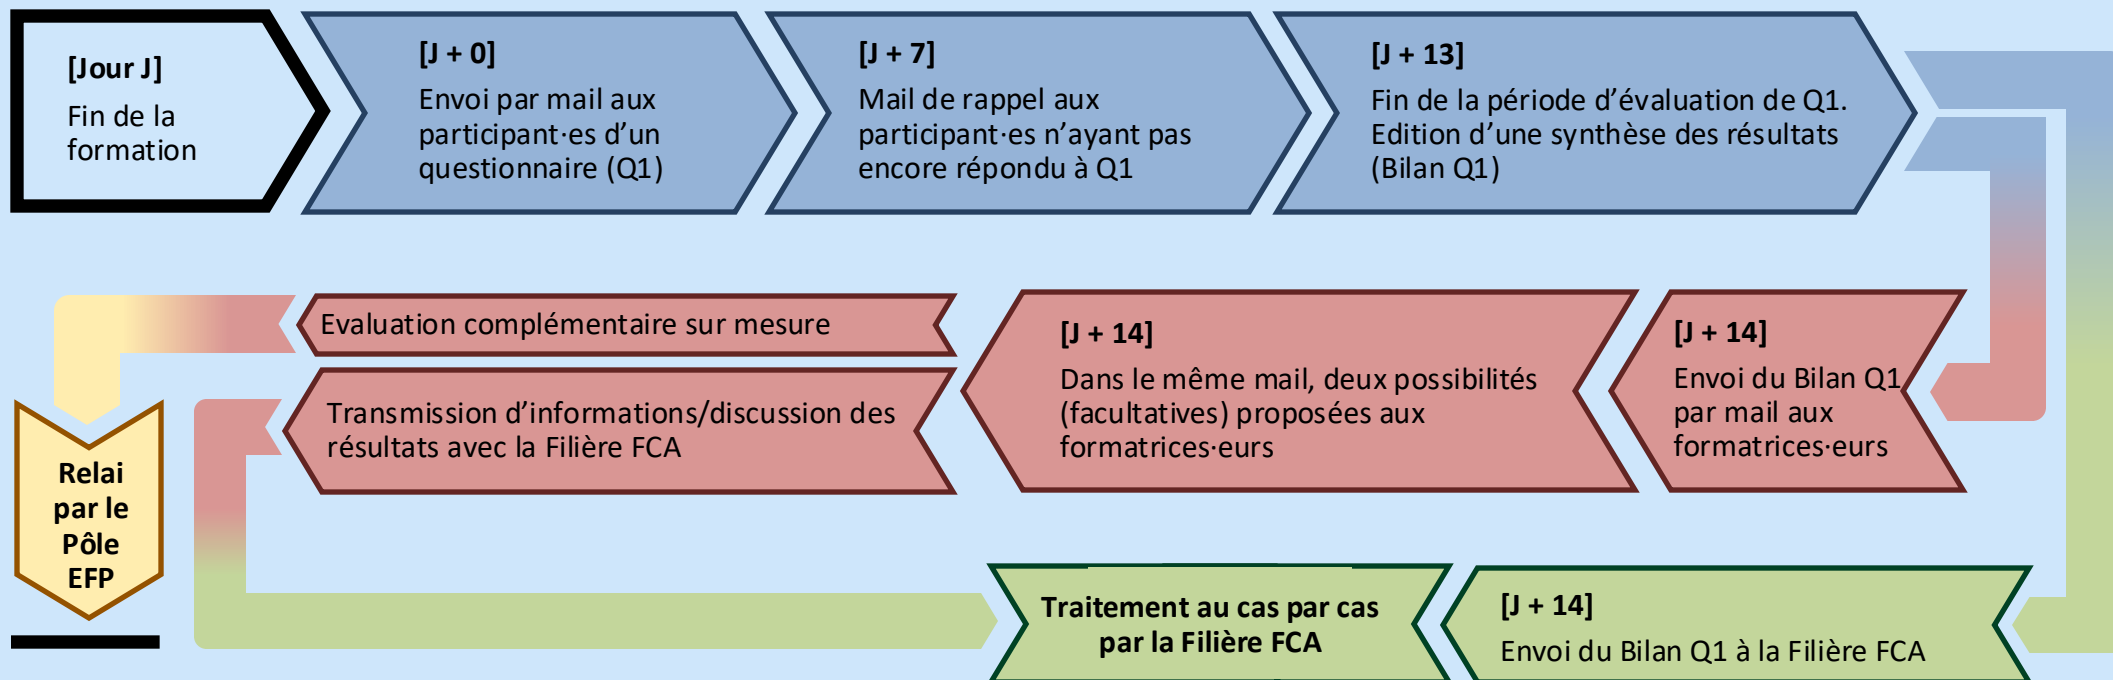 [Jour J]
Fin de la
formation
[J + 0]
Envoi par mail aux
participant·es d’un
questionnaire (Q1)
[J + 7]
Mail de rappel aux
participant·es n’ayant pas
encore répondu à Q1
[J + 13]
Fin de la période d’évaluation de Q1.
Edition d’une synthèse des résultats
(Bilan Q1)
[J + 14]
Envoi du Bilan Q1
par mail aux
formatrices·eurs
[J + 14]
Dans le même mail, deux possibilités
(facultatives) proposées aux
formatrices·eurs
Evaluation complémentaire sur mesure
Transmission d’informations/discussion des
résultats avec la Filière FCA
Relai
par le
Pôle
EFP
[J + 14]
Envoi du Bilan Q1 à la Filière FCA
Traitement au cas par cas
par la Filière FCA